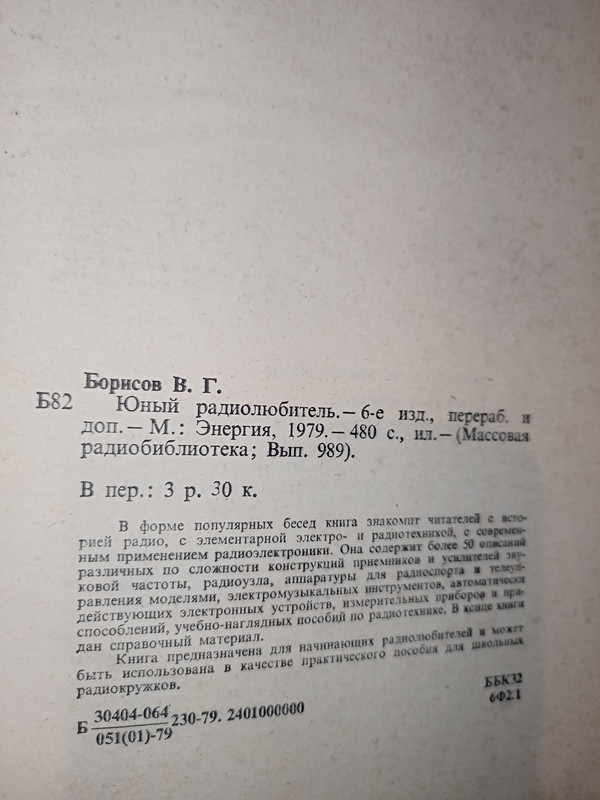 Борисов В. Г.
Б82 Юный радиолюбитель.— 6-е изд., перераб. и
доп.— М.: Энергия, 1979.— 480 с., ил.— (Массовая
радиобиблиотека; Вып. 989).
В пер.: 3 р. 30 к.
В форме популярных бесед книга знакомит читателей с исто-
рией радио, с элементарной электро- и радиотехникой, с современ-
ным применением радиоэлектроники. Она содержит более 50 описаний
различных по сложности конструкций приемников и усилителей зву-
ковой частоты, радиоузла, аппаратуры для радиоспорта и телеуп-
равления моделями, электромузыкальных инструментов, автоматически
действующих электронных устройств, измерительных приборов и при-
способлений, учебно-наглядных пособий по радиотехнике. В конце книги
дан справочный материал.
Книга предназначена для начинающих радиолюбителей и может
быть использована в качестве практического пособия для школьных
радиокружков.
Б 30404-064 230-79. 2401000000
051(01)-79
ББК32
6Ф2.1